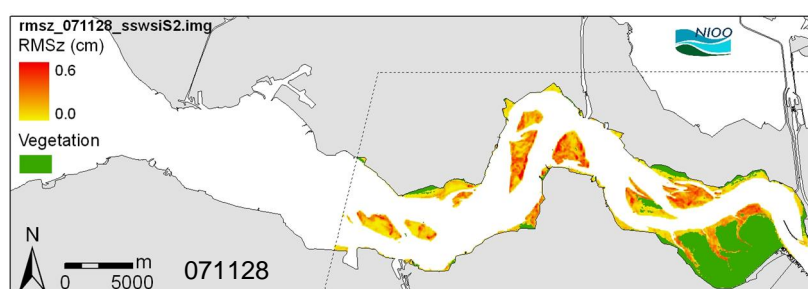 rmsz_071128_sswsiS2.img
RMSz (cm)
0.6
0.0
Vegetation
NIOO
N
m
0 5000
071128